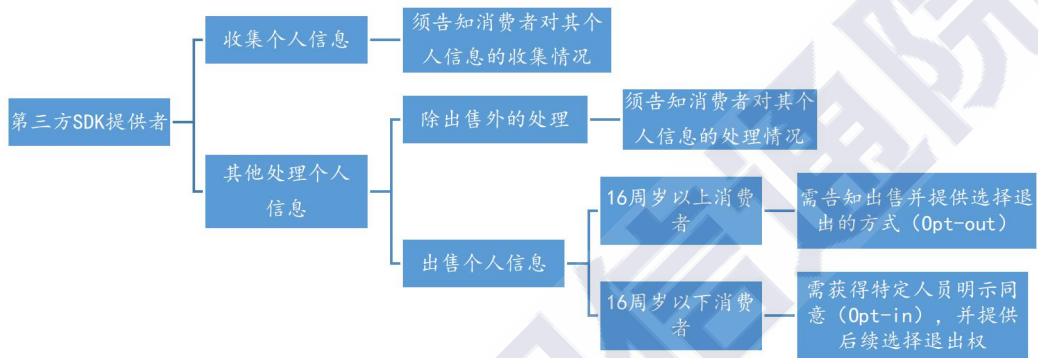 收集个人信息
须告知消费者对其个
人信息的收集情况
第三方SDK提供者
除出售外的处理
须告知消费者对其个
人信息的处理情况
其他处理个人
信息
16周岁以上消费
者
需告知出售并提供选择退
出的方式（Opt-out）
出售个人信息
16周岁以下消费
者
需获得特定人员明示同
意（Opt-in），并提供
后续选择退出权
信通院